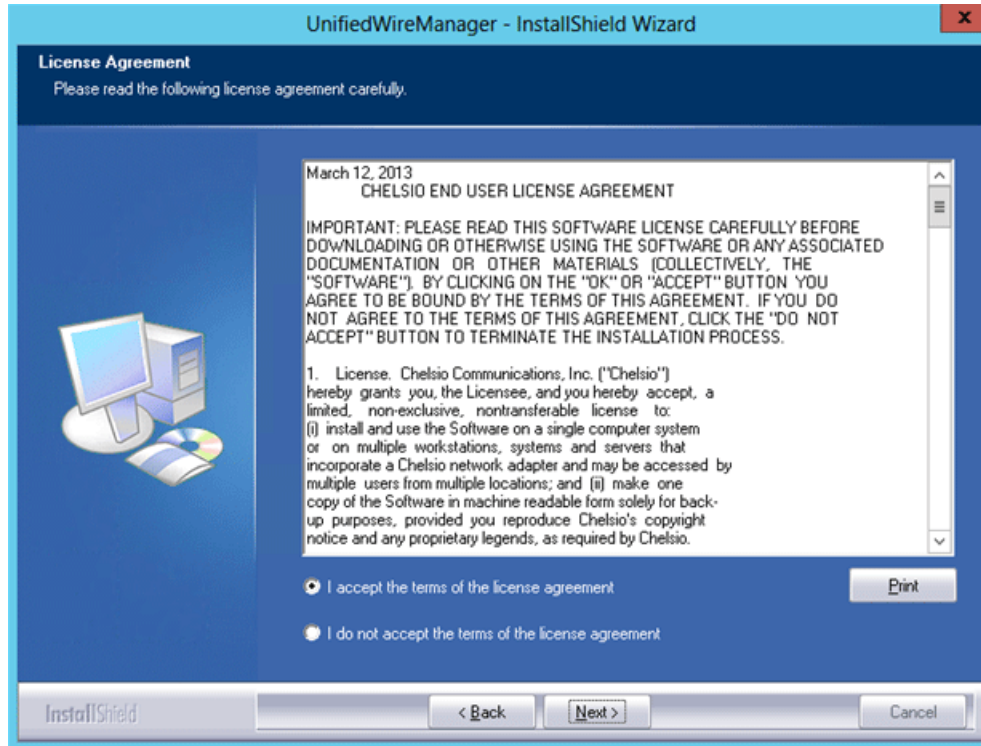 UnifiedWireManager - InstallShield Wizard
x
License Agreement
Please read the following license agreement carefully.
March 12, 2013
CHELSIO END USER LICENSE AGREEMENT
IMPORTANT: PLEASE READ THIS SOFTWARE LICENSE CAREFULLY BEFORE
DOWNLOADING OR OTHERWISE USING THE SOFTWARE OR ANY ASSOCIATED
DOCUMENTATION OR OTHER MATERIALS (COLLECTIVELY, THE
"SOFTWARE"). BY CLICKING ON THE "OK" OR "ACCEPT" BUTTON YOU
AGREE TO BE BOUND BY THE TERMS OF THIS AGREEMENT. IF YOU DO
NOT AGREE TO THE TERMS OF THIS AGREEMENT, CLICK THE "DO NOT
ACCEPT" BUTTON TO TERMINATE THE INSTALLATION PROCESS.
1. License. Chelsio Communications, Inc. ("Chelsio")
hereby grants you, the Licensee, and you hereby accept, a
limited, non-exclusive, nontransferable license to:
(i) install and use the Software on a single computer system
or on multiple workstations, systems and servers that
incorporate a Chelsio network adapter and may be accessed by
multiple users from multiple locations; and (ii) make one
copy of the Software in machine readable form solely for back-
up purposes, provided you reproduce Chelsio's copyright
notice and any proprietary legends, as required by Chelsio.
I accept the terms of the license agreement
Print
I do not accept the terms of the license agreement
InstallShield
< Back
Next >
Cancel